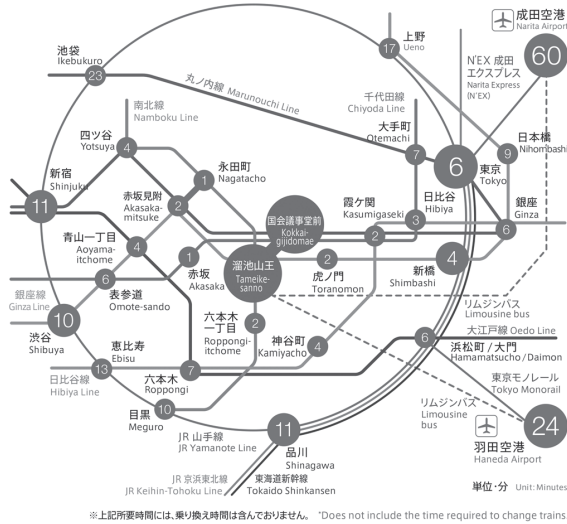 成田空港
Narita Airport
60
上野
Ueno
17
池袋
Ikebukuro
23
丸ノ内線 Marunouchi Line
N'EX 成田
エクスプレス
Narita Express
(N'EX)
南北線
Namboku Line
千代田線
Chiyoda Line
大手町
Otemachi
7
日本橋
Nihombashi
9
四ツ谷
Yotsuya
4
永田町
Nagatacho
1
6
東京
Tokyo
日比谷
Hibiya
3
新宿
Shinjuku
11
赤坂見附
Akasaka-
mitsuke
2
国会議事堂前
Kokkai-
gijidomae
霞ケ関
Kasumigaseki
2
銀座
Ginza
6
青山一丁目
Aoyama-
itchome
4
赤坂
Akasaka
1
溜池山王
Tameike-
sanno
虎ノ門
Toranomon
2
新橋
Shimbashi
4
銀座線
Ginza Line
表参道
Omote-sando
6
リムジンバス
Limousine bus
渋谷
Shibuya
10
六本木
一丁目
Roppongi-
itchome
2
神谷町
Kamiyacho
4
大江戸線 Oedo Line
6
浜松町 / 大門
Hamamatsucho / Daimon
恵比寿
Ebisu
13
日比谷線
Hibiya Line
六本木
Roppongi
7
東京モノレール
Tokyo Monorail
リムジンバス
Limousine
bus
目黒
Meguro
10
24
羽田空港
Haneda Airport
11
品川
Shinagawa
JR 山手線
JR Yamanote Line
JR 京浜東北線
JR Keihin-Tohoku Line
東海道新幹線
Tokaido Shinkansen
単位・分 Unit: Minutes
※上記所要時間には、乗り換え時間は含んでおりません。 *Does not include the time required to change trains